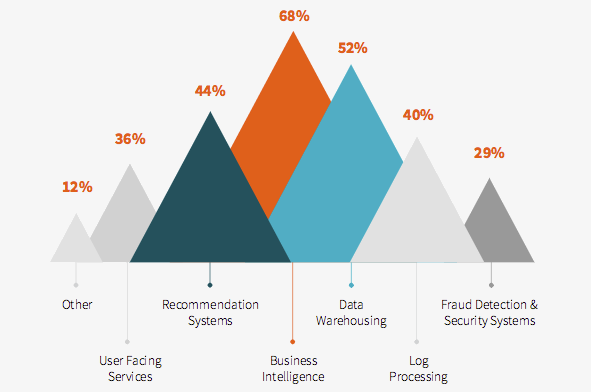 68%
52%
44%
40%
36%
29%
12%
Other
Recommendation
Systems
Data
Warehousing
Fraud Detection &
Security Systems
User Facing
Services
Business
Intelligence
Log
Processing